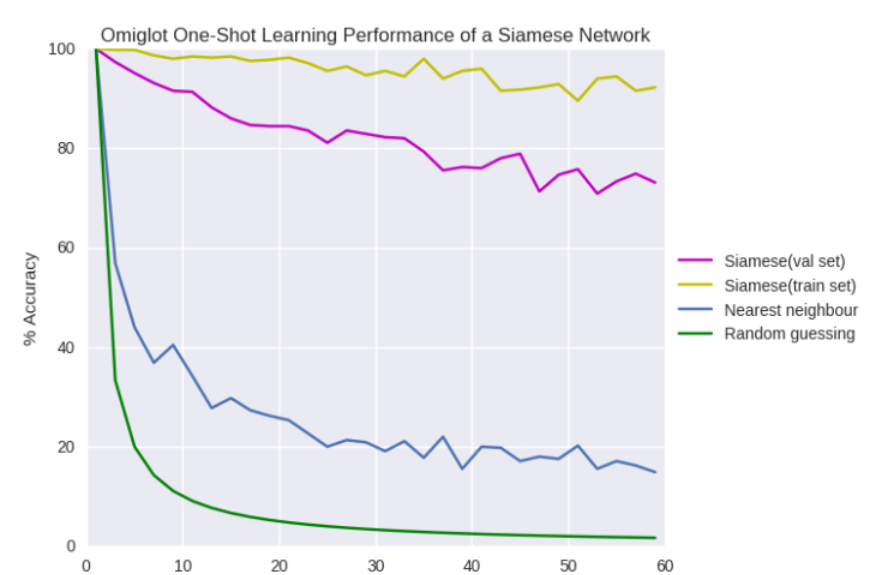 Omiglot One-Shot Learning Performance of a Siamese Network
% Accuracy
100
80
60
40
20
0
0 10 20 30 40 50 60
Siamese(val set)
Siamese(train set)
Nearest neighbour
Random guessing